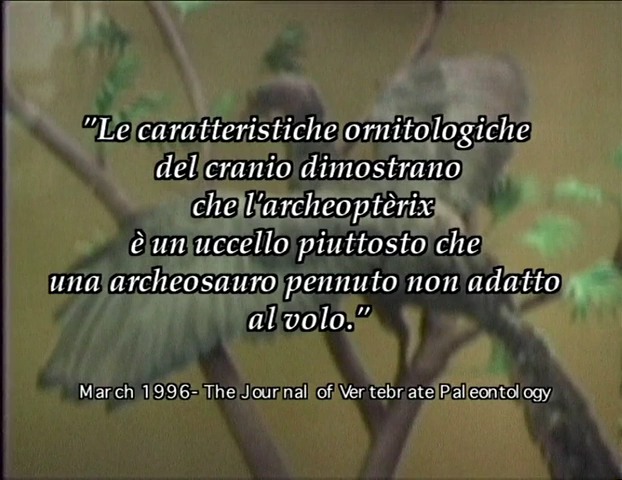 "Le caratteristiche ornitologiche
del cranio dimostrano
che l'archeoptèrix
è un uccello piuttosto che
una archeosauro pennuto non adatto
al volo."
March 1996- The Journal of Vertebrate Paleontology